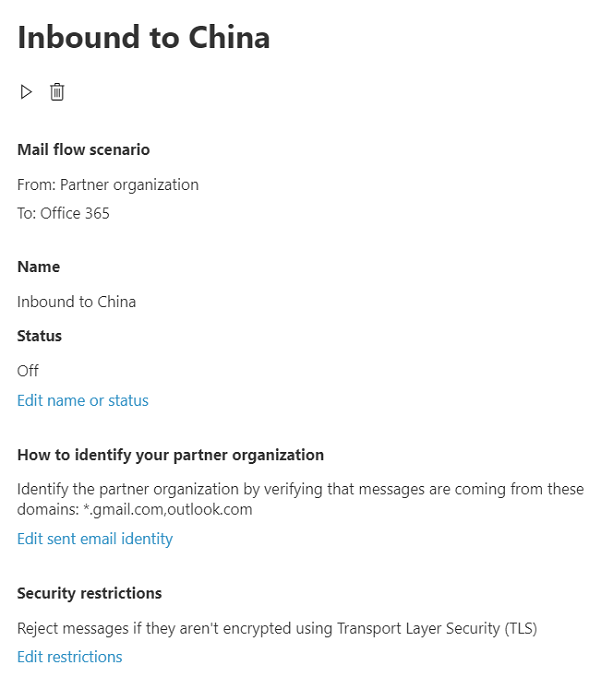 Inbound to China
Mail flow scenario
From: Partner organization
To: Office 365
Name
Inbound to China
Status
Off
Edit name or status
How to identify your partner organization
Identify the partner organization by verifying that messages are coming from these
domains: *.gmail.com,outlook.com
Edit sent email identity
Security restrictions
Reject messages if they aren't encrypted using Transport Layer Security (TLS)
Edit restrictions